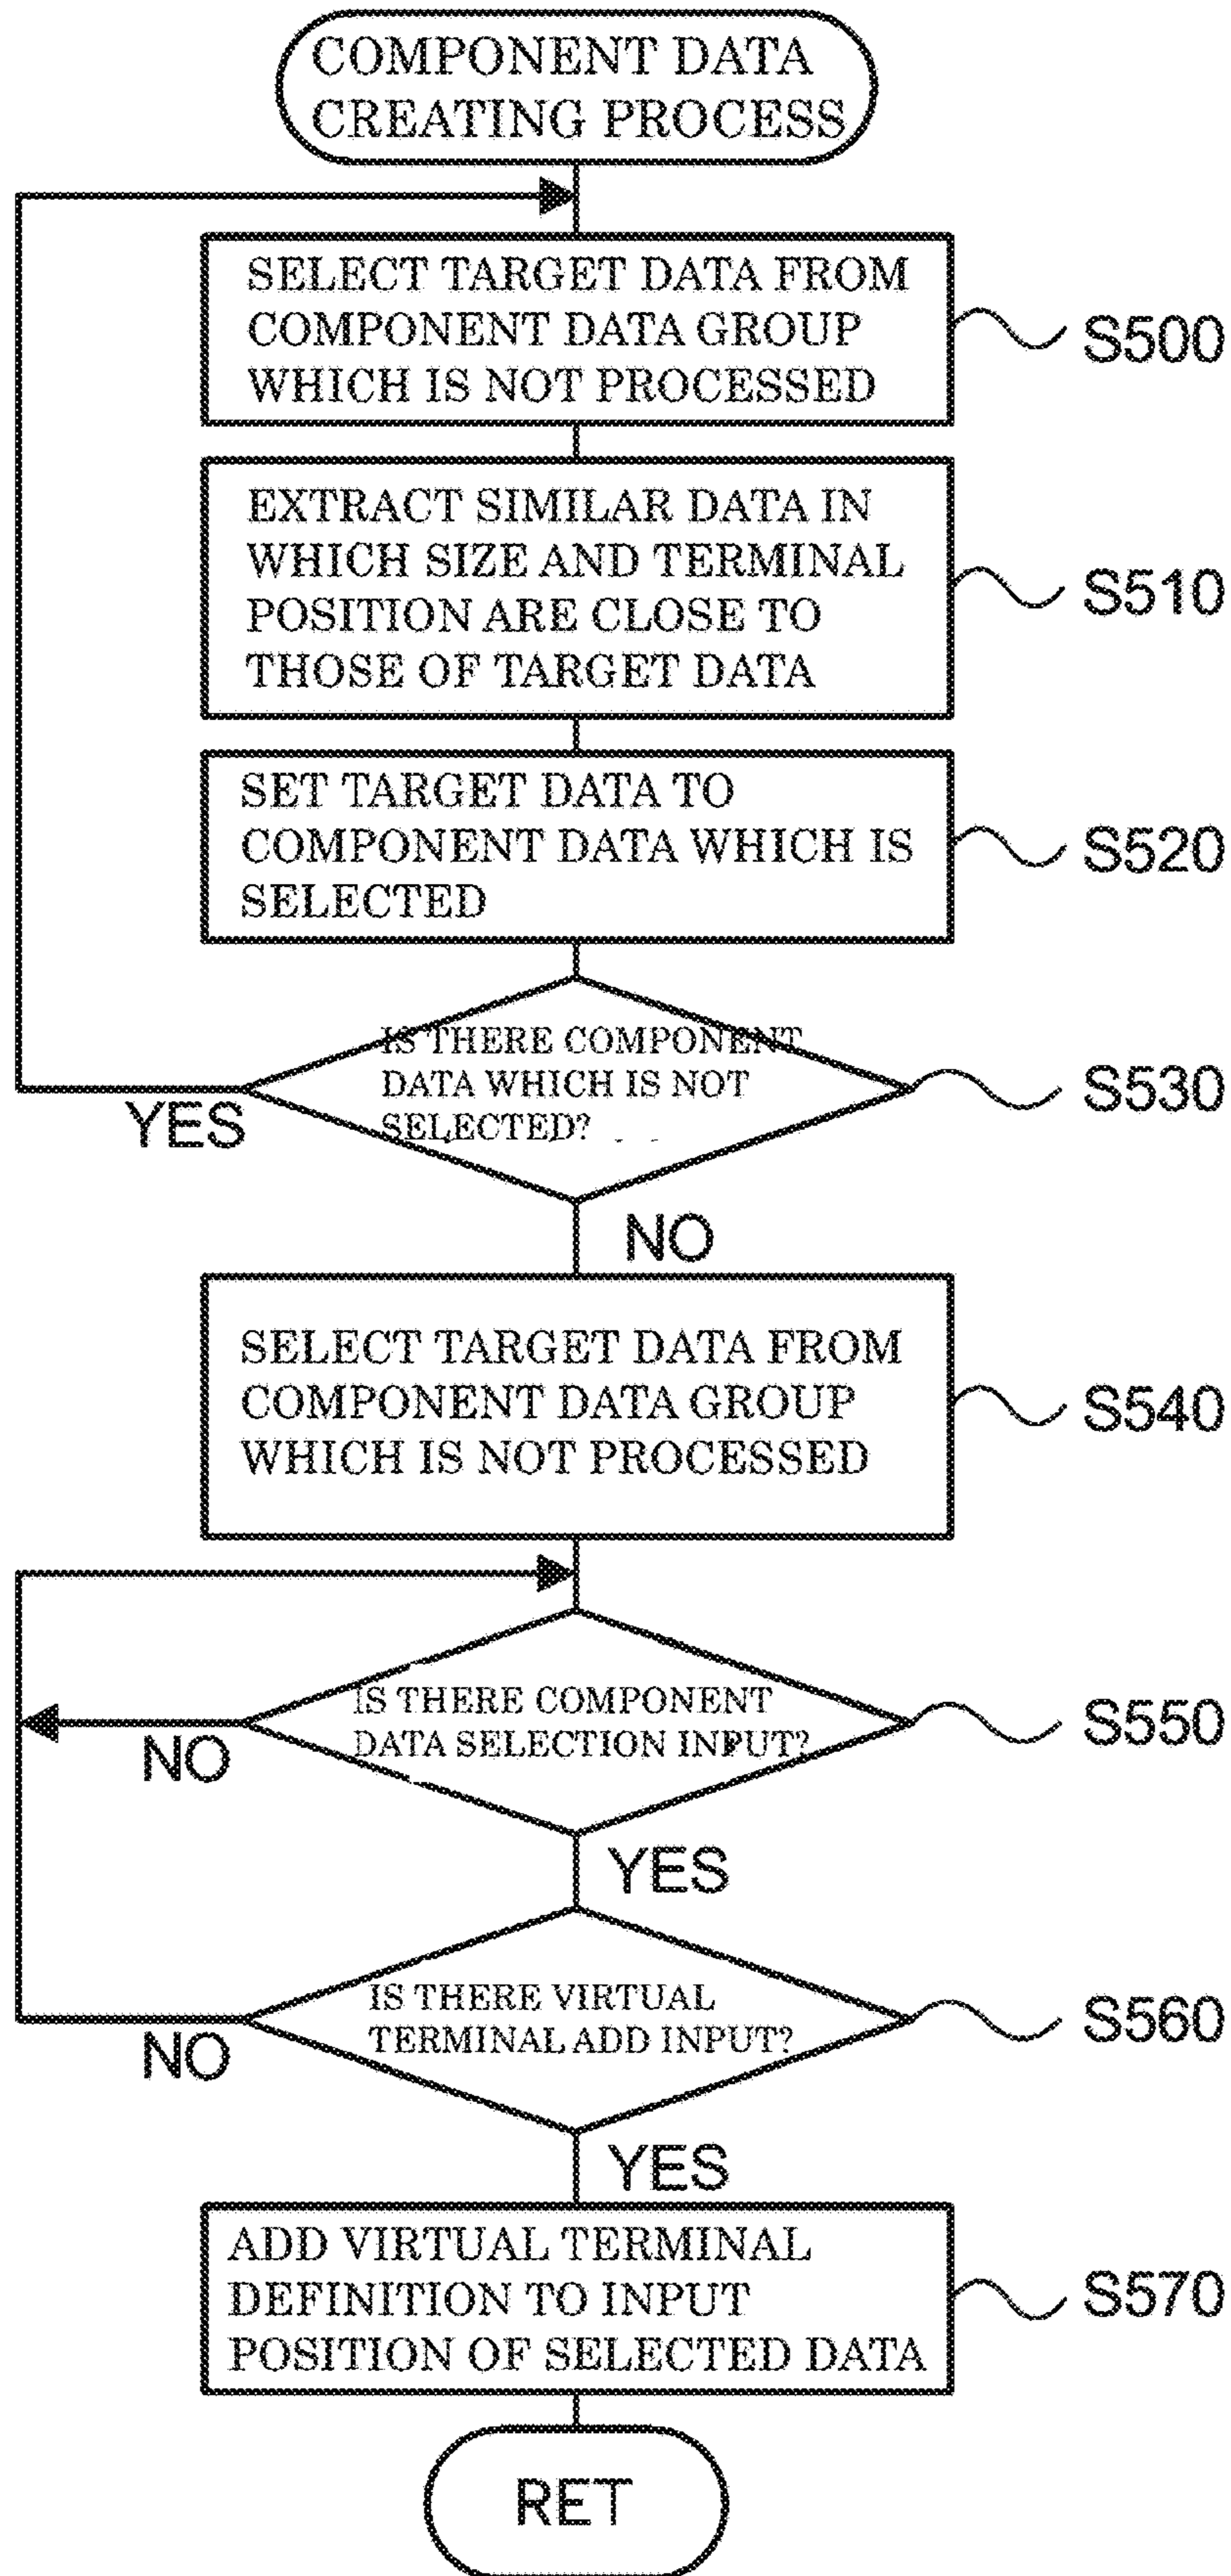 COMPONENT DATA
CREATING PROCESS
SELECT TARGET DATA FROM
COMPONENT DATA GROUP
WHICH IS NOT PROCESSED
S500
EXTRACT SIMILAR DATA IN
WHICH SIZE AND TERMINAL
POSITION ARE CLOSE TO
THOSE OF TARGET DATA
S510
SET TARGET DATA TO
COMPONENT DATA WHICH IS
SELECTED
S520
IS THERE COMPONENT
DATA WHICH IS NOT
SELECTED?
S530
YES
NO
SELECT TARGET DATA FROM
COMPONENT DATA GROUP
WHICH IS NOT PROCESSED
S540
IS THERE COMPONENT
DATA SELECTION INPUT?
S550
NO
YES
IS THERE VIRTUAL
TERMINAL ADD INPUT?
S560
NO
YES
ADD VIRTUAL TERMINAL
DEFINITION TO INPUT
POSITION OF SELECTED DATA
S570
RET